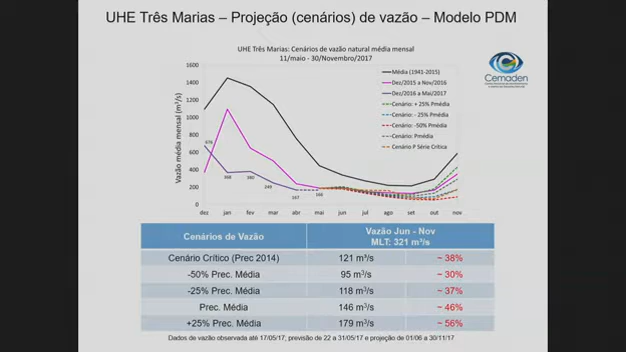 UHE Três Marias – Projeção (cenários) de vazão – Modelo PDM
UHE Três Marias: Cenários de vazão natural média mensal
11/maio - 30/Novembro/2017
Cemaden
Vazão média mensal (m³/s)
1600
1400
1200
1000
800
600
400
200
0
dez jan fev mar abr mai jun jul ago set out nov
676
368
380
249
167
Média (1941-2015)
Dez/2015 a Nov/2016
Dez/2016 a Mai/2017
Cenário: + 25% Pmédia
Cenário: - 25% Pmédia
Cenário: -50% Pmédia
Cenário: Pmédia
Cenário P Série Crítica
Cenários de Vazão
Vazão Jun - Nov
MLT: 321 m³/s
Cenário Crítico (Prec 2014) 121 m³/s ~ 38%
-50% Prec. Média 95 m³/s ~ 30%
-25% Prec. Média 118 m³/s ~ 37%
Prec. Média 146 m³/s ~ 46%
+25% Prec. Média 179 m³/s ~ 56%
Dados de vazão observada até 17/05/17, previsão de 22 a 31/05/17 e projeção de 01/06 a 30/11/17